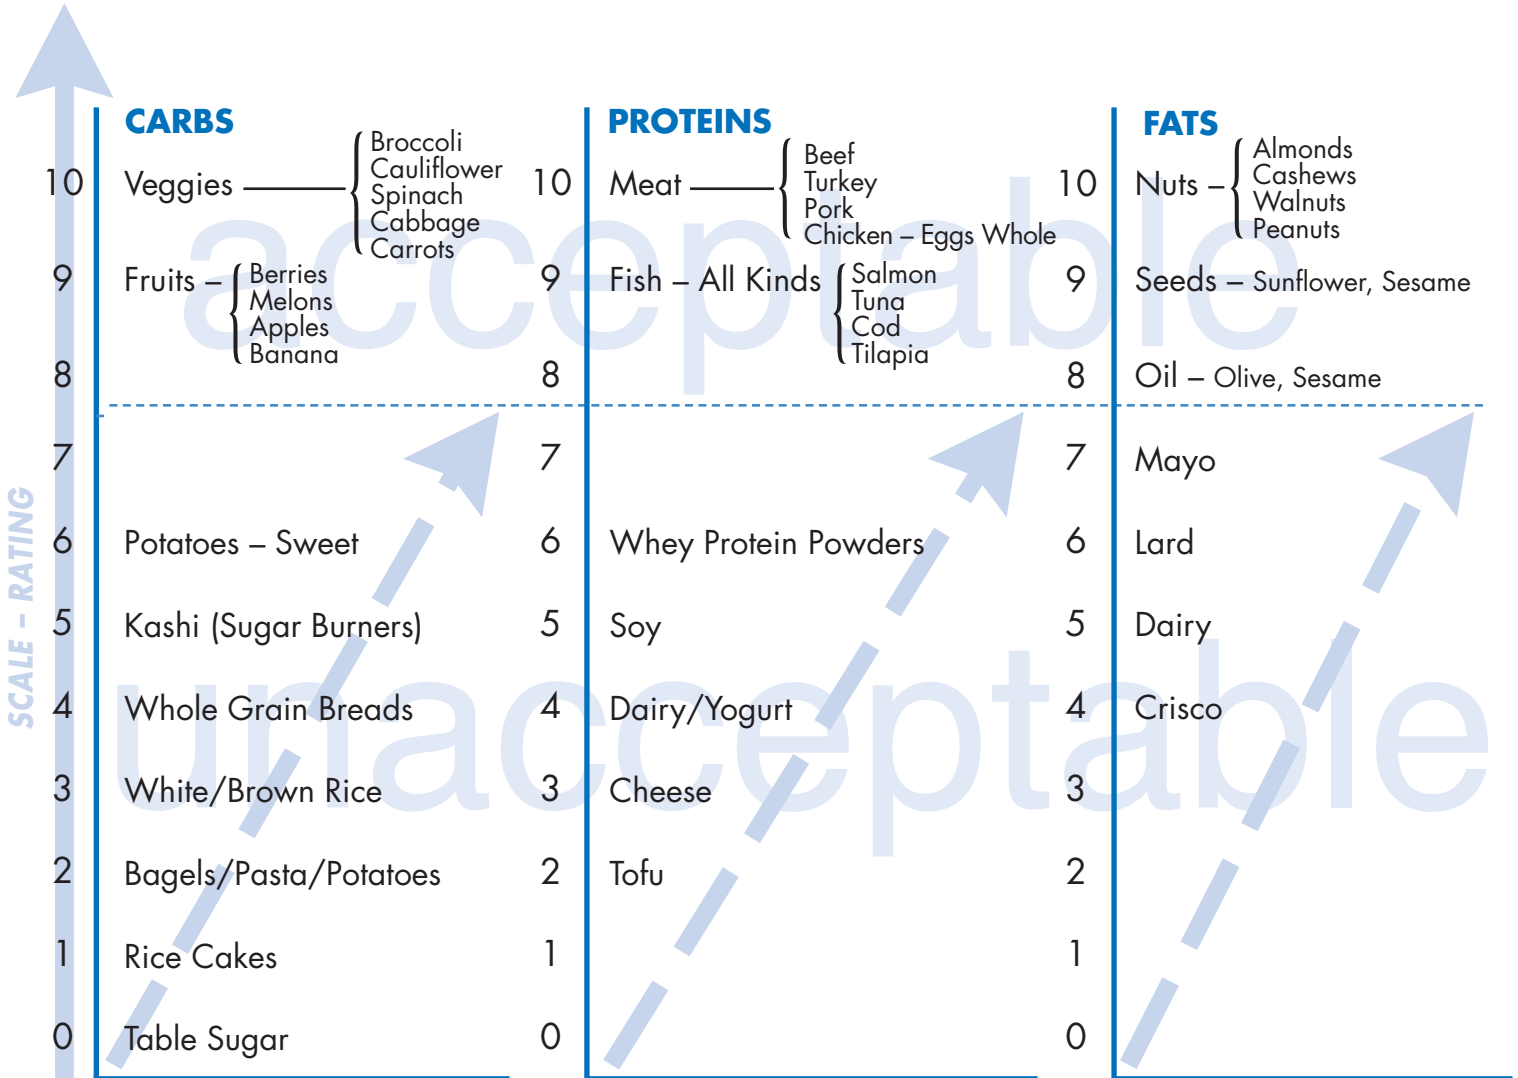 SCALE – RATING
acceptable
unacceptable
CARBS
10 Veggies – Broccoli
Cauliflower
Spinach
Cabbage
Carrots
9 Fruits – Berries
Melons
Apples
Banana
8
7
6 Potatoes – Sweet
5 Kashi (Sugar Burners)
4 Whole Grain Breads
3 White/Brown Rice
2 Bagels/Pasta/Potatoes
1 Rice Cakes
0 Table Sugar
PROTEINS
10 Meat – Beef
Turkey
Pork
Chicken – Eggs Whole
9 Fish – All Kinds Salmon
Tuna
Cod
Tilapia
8
7
6 Whey Protein Powders
5 Soy
4 Dairy/Yogurt
3 Cheese
2 Tofu
1
0
FATS
10 Nuts – Almonds
Cashews
Walnuts
Peanuts
9 Seeds – Sunflower, Sesame
8 Oil – Olive, Sesame
7 Mayo
6 Lard
5 Dairy
4 Crisco
3
2
1
0